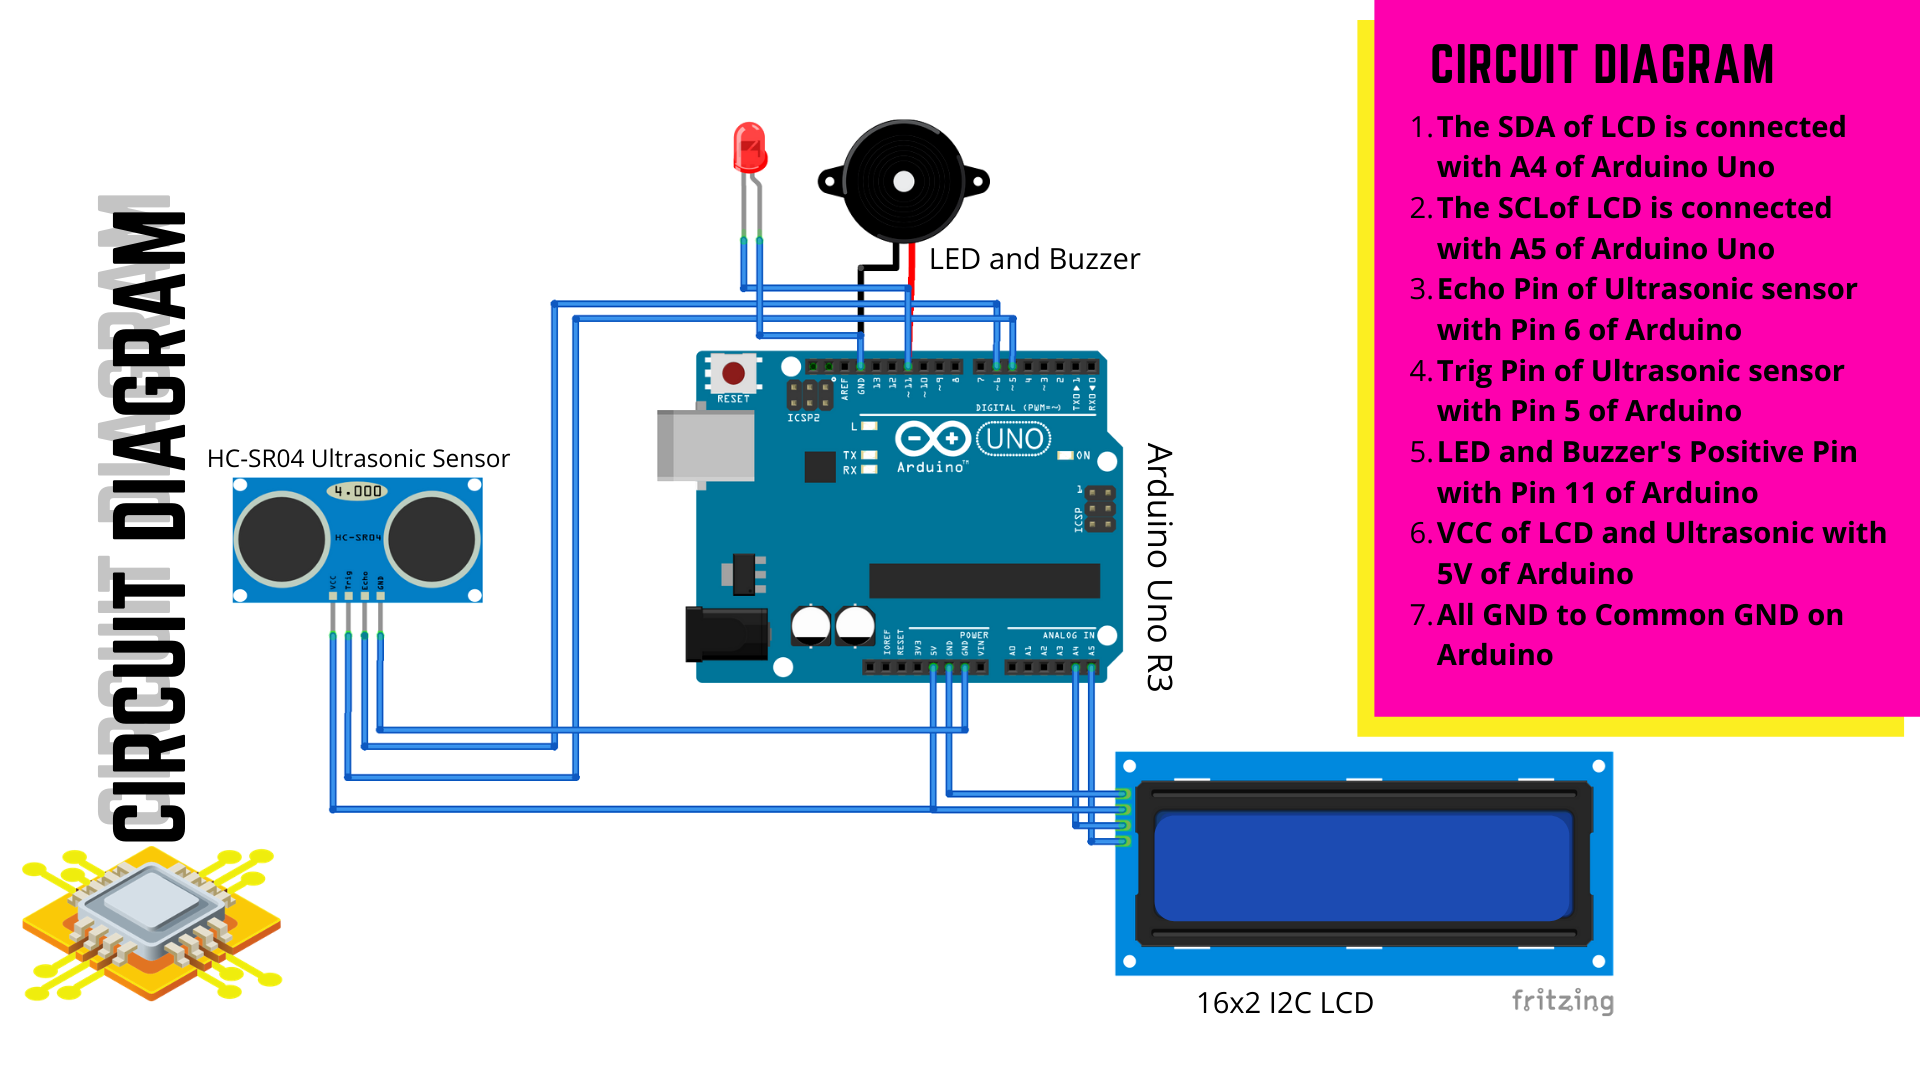 CIRCUIT DIAGRAM
CIRCUIT DIAGRAM
LED and Buzzer
HC-SR04 Ultrasonic Sensor
4.000
HC-SR04
VCC
Trig
Echo
GND
RESET
ICSP2
AREF
GND
13
12
~11
~10
~9
8
7
~6
~5
4
~3
2
TX0▶1
RX0◀0
DIGITAL (PWM=~)
L
TX
RX
UNO
Arduino™
ON
1
ICSP
IOREF
RESET
3V3
5V
GND
GND
VIN
POWER
A0
A1
A2
A3
A4
A5
ANALOG IN
Arduino Uno R3
16x2 I2C LCD
fritzing
CIRCUIT DIAGRAM
1. The SDA of LCD is connected
with A4 of Arduino Uno
2. The SCLof LCD is connected
with A5 of Arduino Uno
3. Echo Pin of Ultrasonic sensor
with Pin 6 of Arduino
4. Trig Pin of Ultrasonic sensor
with Pin 5 of Arduino
5. LED and Buzzer's Positive Pin
with Pin 11 of Arduino
6. VCC of LCD and Ultrasonic with
5V of Arduino
7. All GND to Common GND on
Arduino